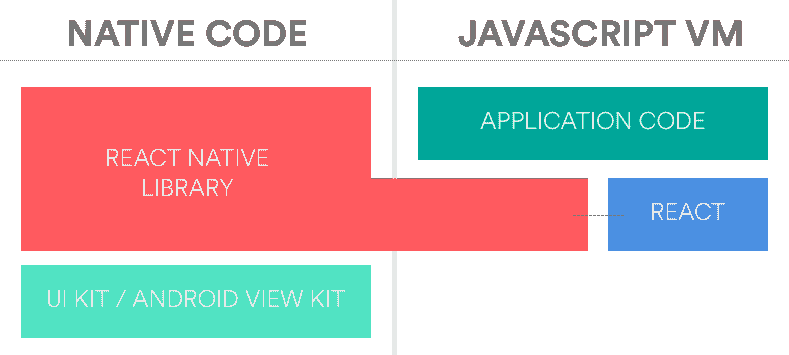 NATIVE CODE
JAVASCRIPT VM
APPLICATION CODE
REACT NATIVE
LIBRARY
REACT
UI KIT / ANDROID VIEW KIT